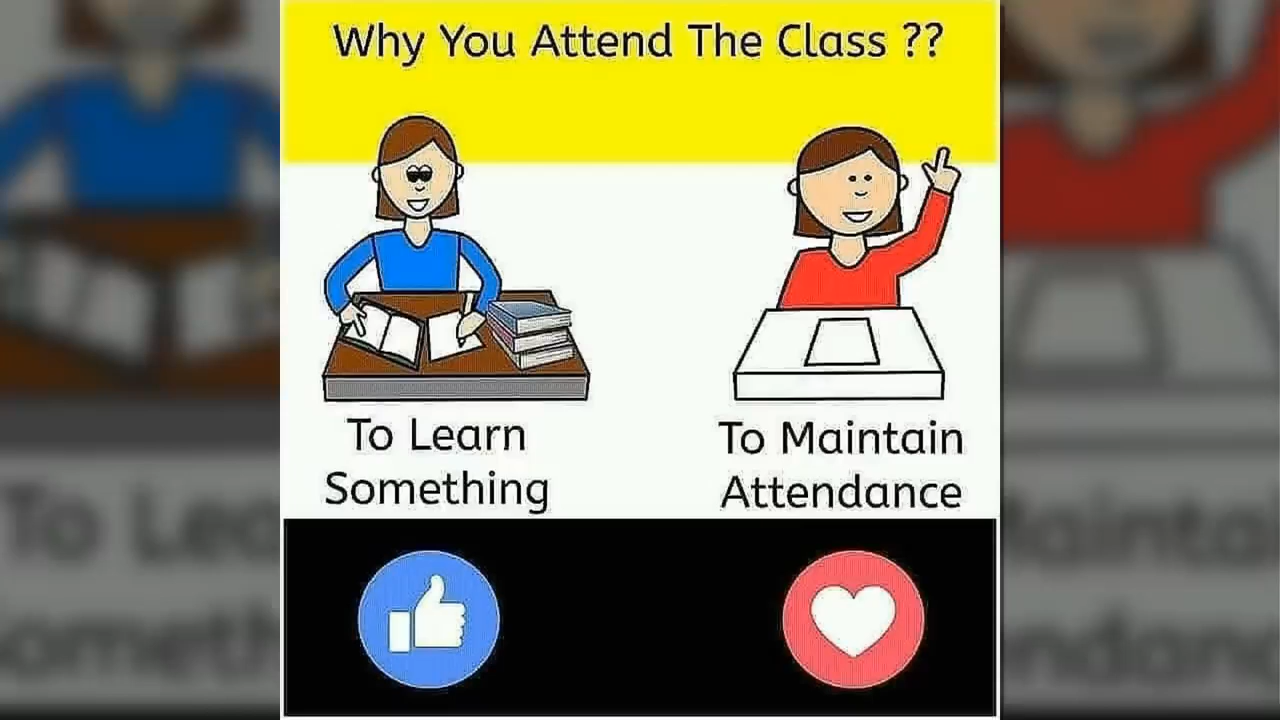 Why You Attend The Class ??
To Learn
Something
To Maintain
Attendance